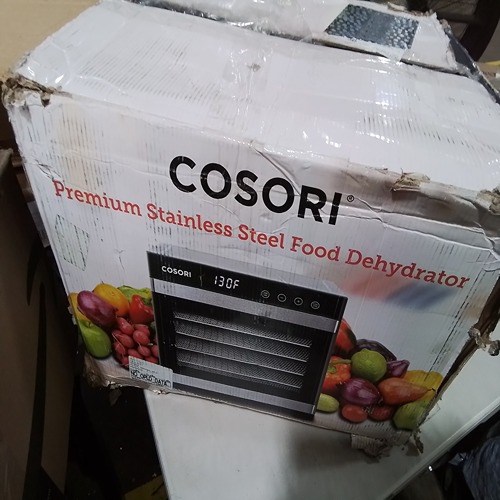 COSORI®
Premium Stainless Steel Food Dehydrator
COSORI
130F